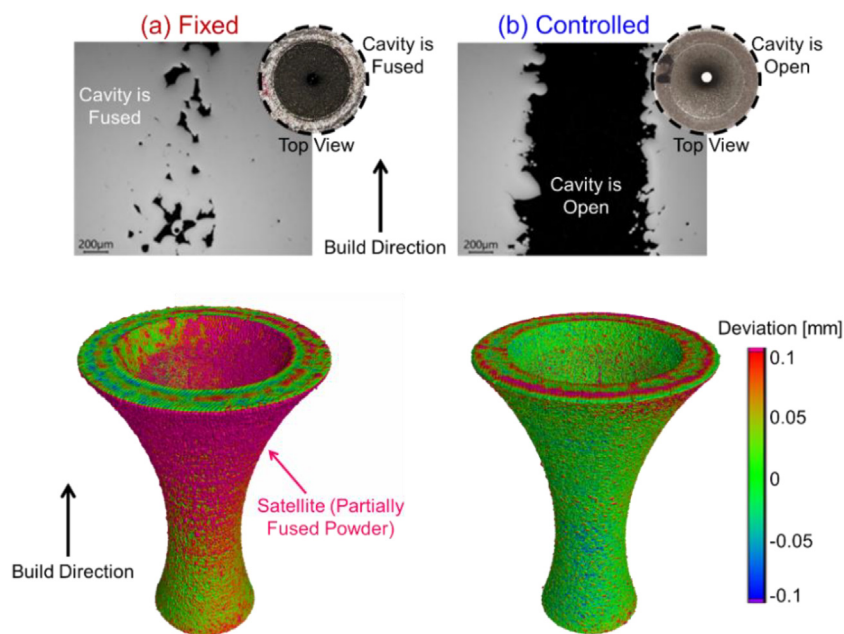 (a) Fixed
(b) Controlled
Cavity is
Fused
Cavity is
Fused
Top View
Build Direction
200μm
Cavity is
Open
Cavity is
Open
Top View
200μm
Deviation [mm]
0.1
0.05
0
-0.05
-0.1
Satellite (Partially
Fused Powder)
Build Direction